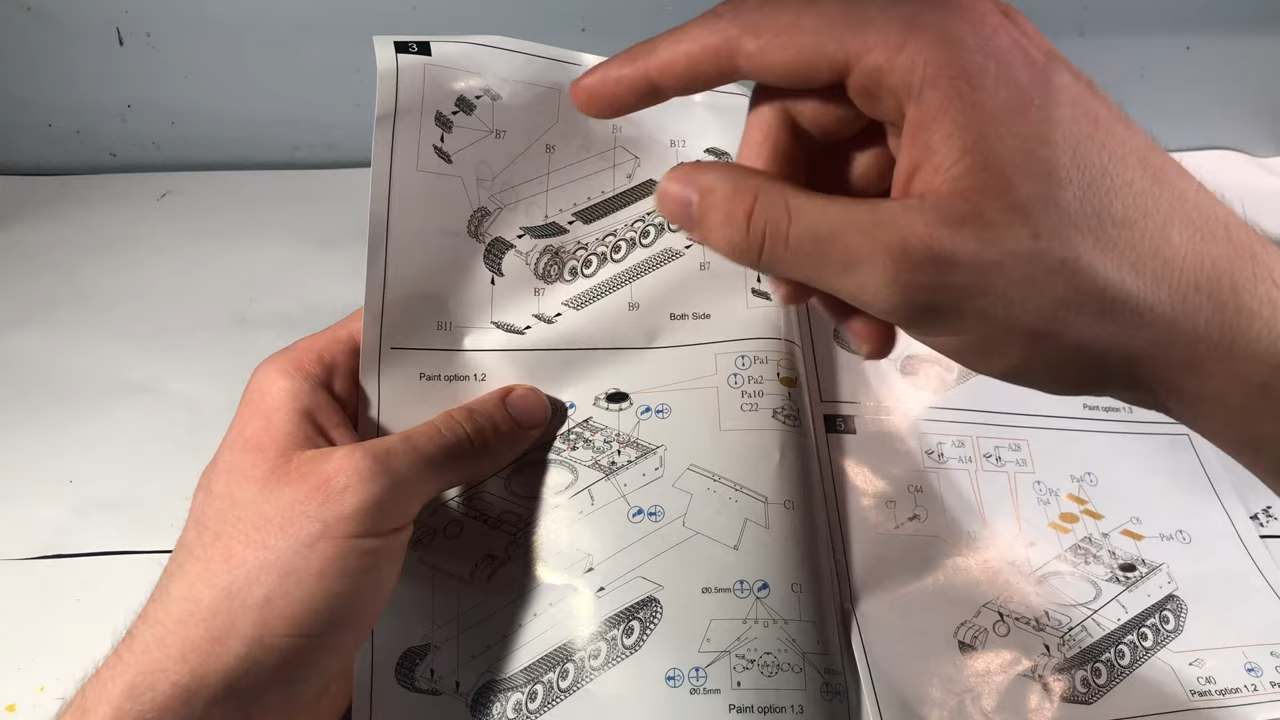 3
B7
B4
B5
B12
B7
B7
B9
B11
Both Side
Paint option 1,2
Pa1
Pa2
Pa10
C22
C1
Ø0.5mm
C1
Ø0.5mm
Paint option 1,3
Paint option 1,3
5
A28
A14
A28
A31
C44
C7
Pa4
Pa4
C6
Pa4
C40
Paint option 1,2